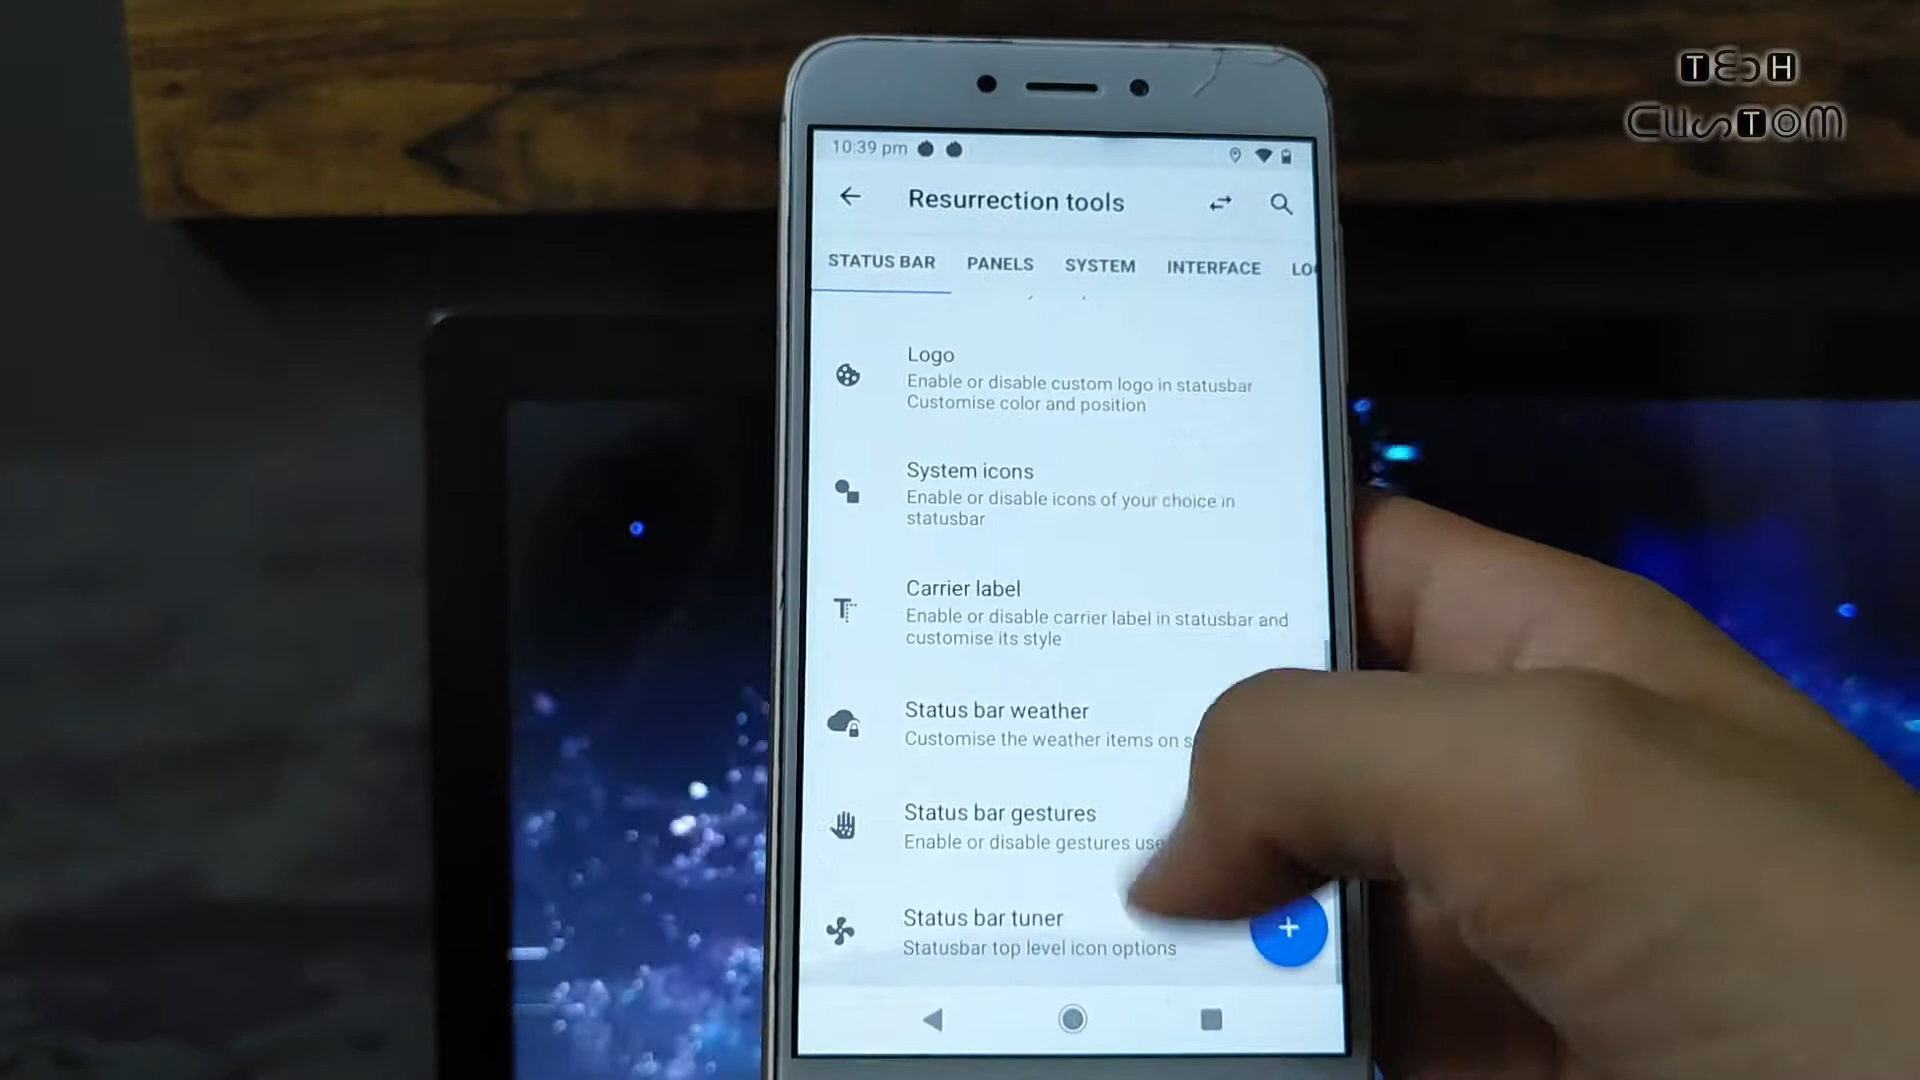 TECH
CUSTOM
10:39 pm
Resurrection tools
STATUS BAR PANELS SYSTEM INTERFACE LO
Logo
Enable or disable custom logo in statusbar
Customise color and position
System icons
Enable or disable icons of your choice in
statusbar
Carrier label
Enable or disable carrier label in statusbar and
customise its style
Status bar weather
Customise the weather items on s
Status bar gestures
Enable or disable gestures use
Status bar tuner
Statusbar top level icon options